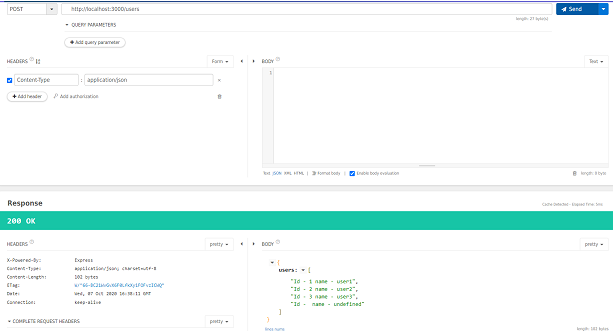 POST http://localhost:3000/users Send
length: 27 byte(s)
QUERY PARAMETERS
Add query parameter
HEADERS Form BODY Text
Content-Type : application/json 1
Add header Add authorization
Text JSON XML HTML Format body Enable body evaluation length: 0 byte
Response Cache Detected - Elapsed Time: 5ms
200 OK
HEADERS pretty BODY pretty
X-Powered-By: Express
Content-Type: application/json; charset=utf-8
Content-Length: 102 bytes
ETag:
Date: Wed, 07 Oct 2020 16:38:11 GMT
Connection: keep-alive
COMPLETE REQUEST HEADERS
{
users: [
"Id - 1 name - user1",
"Id - 2 name - user2",
"Id - 3 name - user3",
"Id -  name - undefined"
]
}
lines nums length: 102 bytes